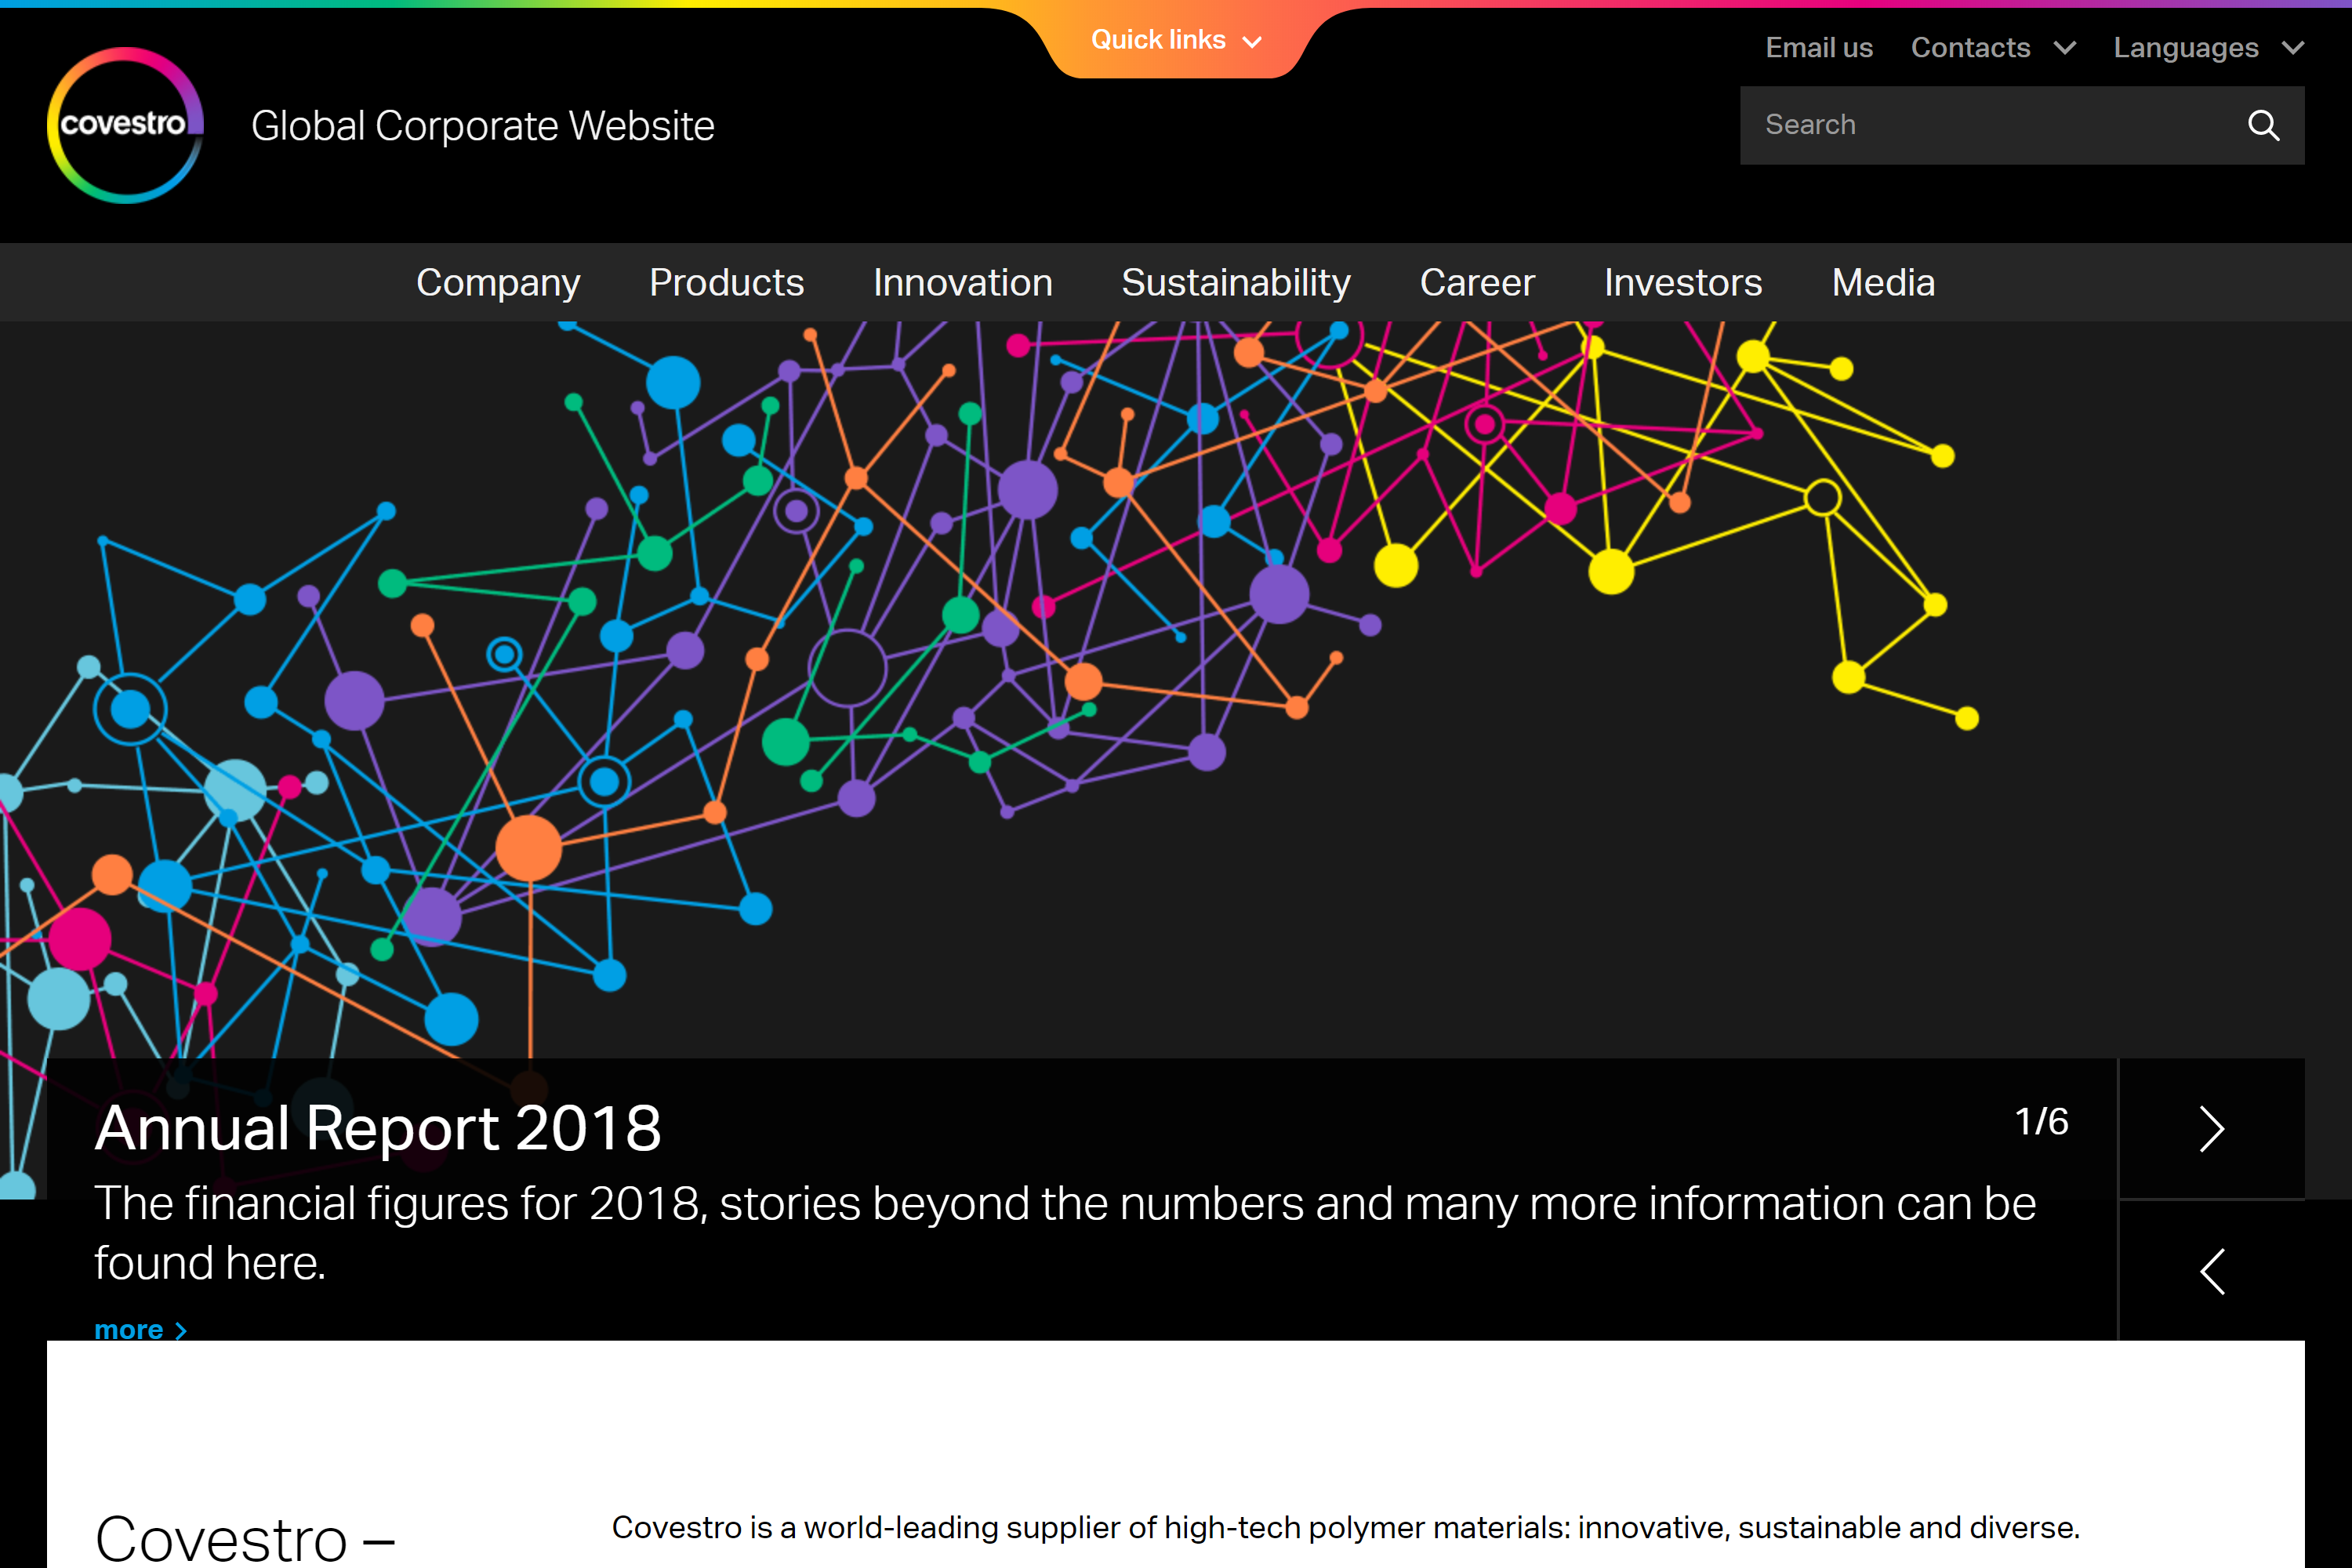 Quick links
Email us Contacts Languages
covestro
Global Corporate Website
Search
Company Products Innovation Sustainability Career Investors Media
Annual Report 2018
1/6
The financial figures for 2018, stories beyond the numbers and many more information can be
found here.
more
Covestro –
Covestro is a world-leading supplier of high-tech polymer materials: innovative, sustainable and diverse.